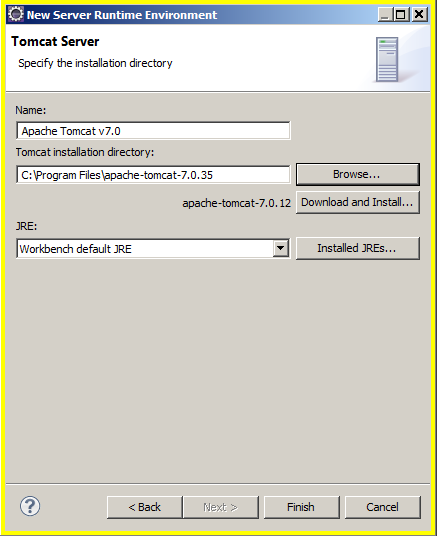 New Server Runtime Environment
Tomcat Server
Specify the installation directory
Name:
Apache Tomcat v7.0
Tomcat installation directory:
C:\Program Files\apache-tomcat-7.0.35
Browse...
apache-tomcat-7.0.12
Download and Install...
JRE:
Workbench default JRE
Installed JREs...
?
< Back
Next >
Finish
Cancel